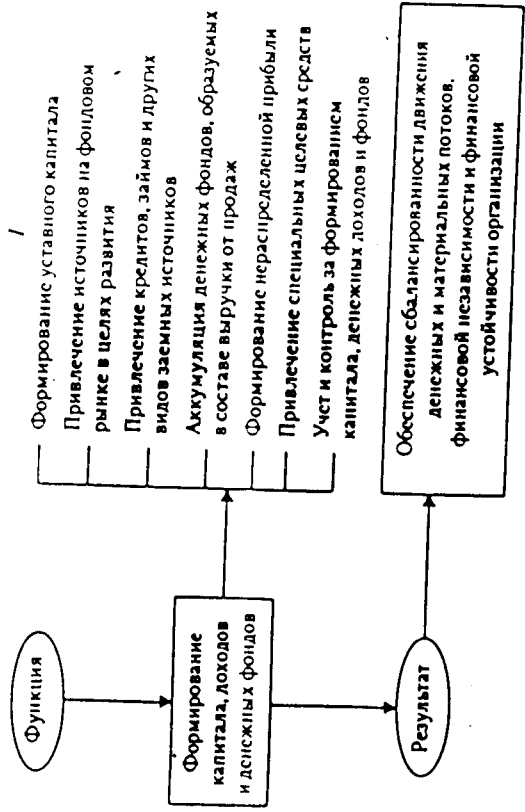 Функция
Формирование
капитала, доходов
и денежных фондов
Формирование уставного капитала
Привлечение источников на фондовом
рынке в целях развития
Привлечение кредитов, займов и других
видов заемных источников
Аккумуляция денежных фондов, образуемых
в составе выручки от продаж
Формирование нераспределенной прибыли
Привлечение специальных целевых средств
Учет и контроль за формированием
капитала, денежных доходов и фондов
Результат
Обеспечение сбалансированности движения
денежных и материальных потоков,
финансовой независимости и финансовой
устойчивости организации